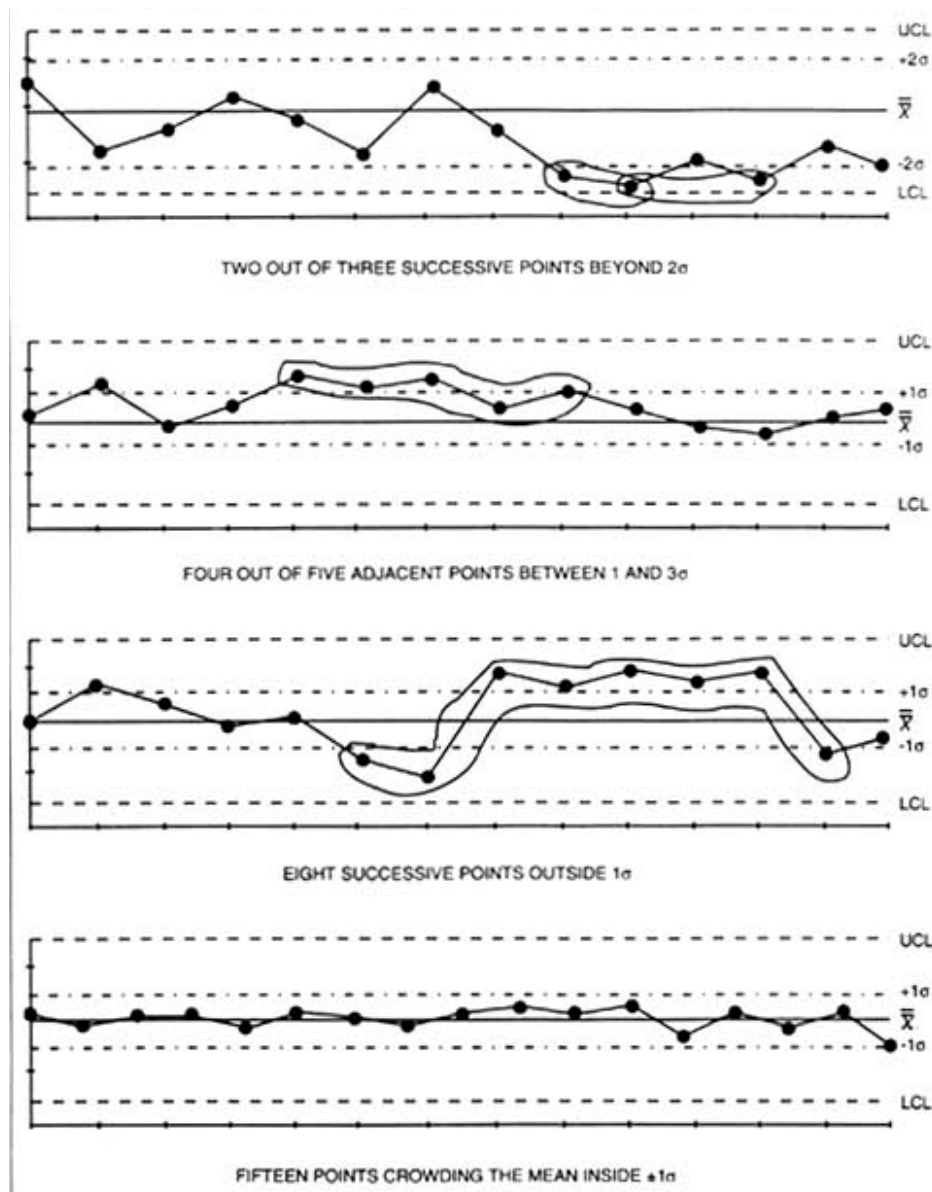 UCL
+2σ
X̿
-2σ
LCL
TWO OUT OF THREE SUCCESSIVE POINTS BEYOND 2σ
UCL
+1σ
X̿
-1σ
LCL
FOUR OUT OF FIVE ADJACENT POINTS BETWEEN 1 AND 3σ
UCL
+1σ
X̿
-1σ
LCL
EIGHT SUCCESSIVE POINTS OUTSIDE 1σ
UCL
+1σ
X̿
-1σ
LCL
FIFTEEN POINTS CROWDING THE MEAN INSIDE ±1σ